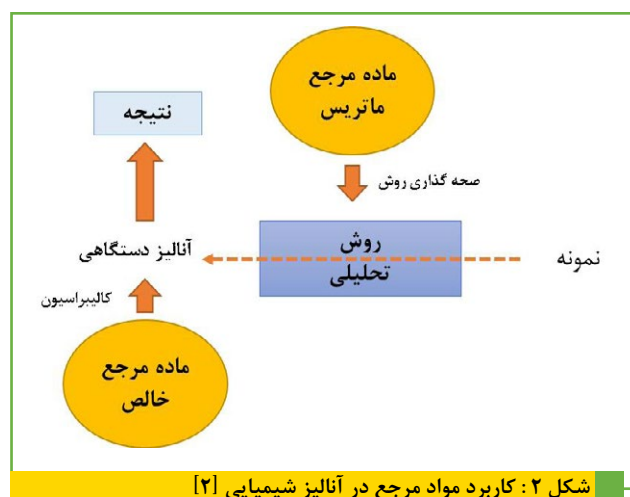 ماده مرجع
ماتریس
نتیجه
صحه گذاری روش
روش
تحلیلی
نمونه
آنالیز دستگاهی
کالیبراسیون
ماده مرجع
خالص
شکل ۲ : کاربرد مواد مرجع در آنالیز شیمیایی [۲]